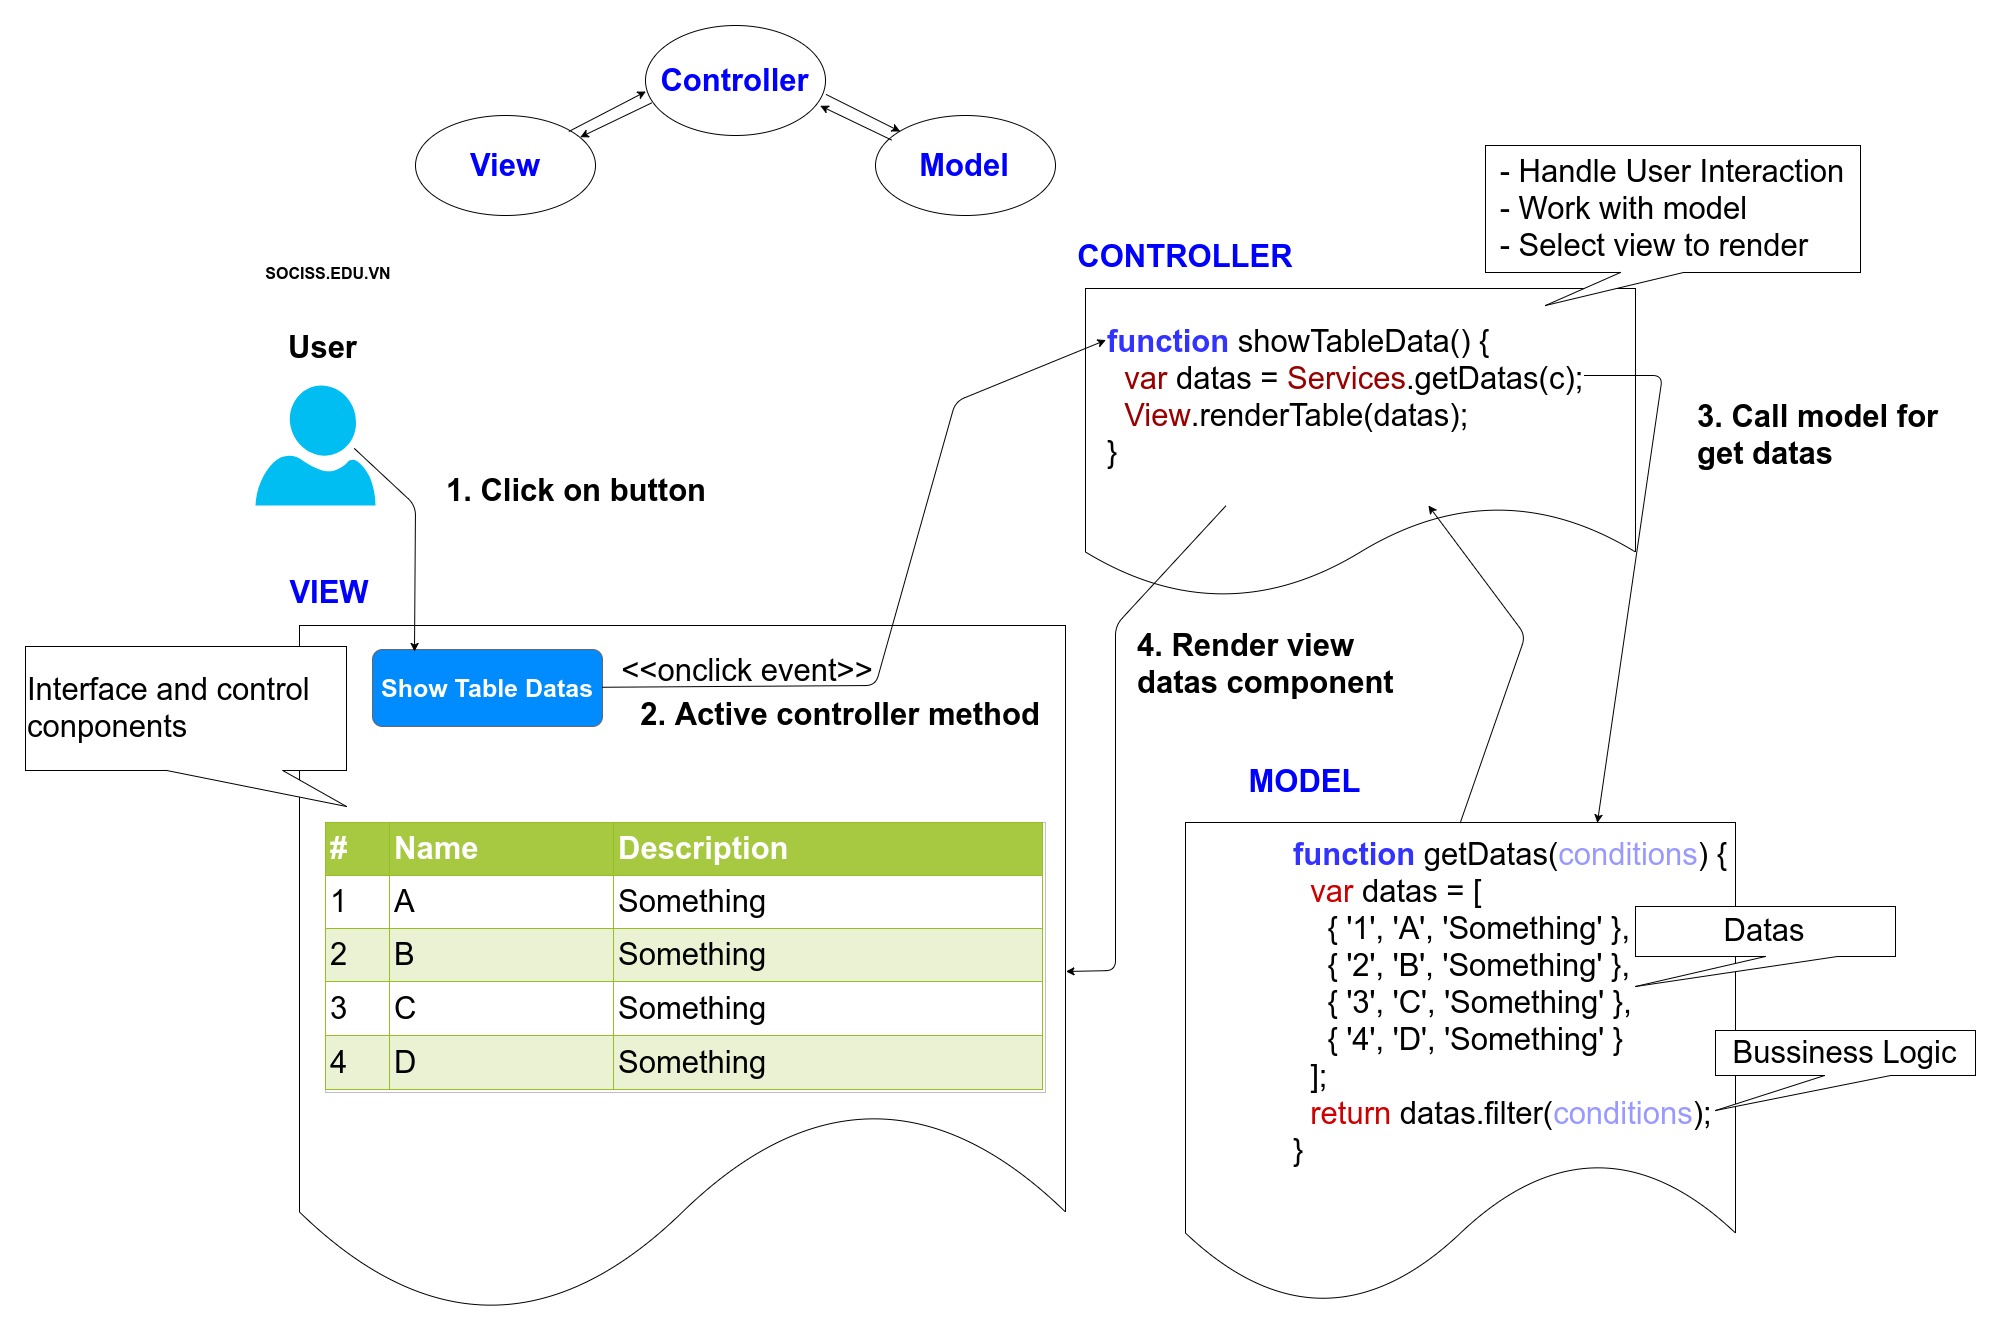 Controller
View
Model
- Handle User Interaction
- Work with model
- Select view to render
CONTROLLER
SOCISS.EDU.VN
User
function showTableData() {
var datas = Services.getDatas(c);
View.renderTable(datas);
}
3. Call model for
get datas
1. Click on button
VIEW
Interface and control
conponents
Show Table Datas
<<onclick event>>
2. Active controller method
4. Render view
datas component
# Name Description
1 A Something
2 B Something
3 C Something
4 D Something
MODEL
function getDatas(conditions) {
var datas = [
{ '1', 'A', 'Something' },
{ '2', 'B', 'Something' },
{ '3', 'C', 'Something' },
{ '4', 'D', 'Something' }
];
return datas.filter(conditions);
}
Datas
Bussiness Logic